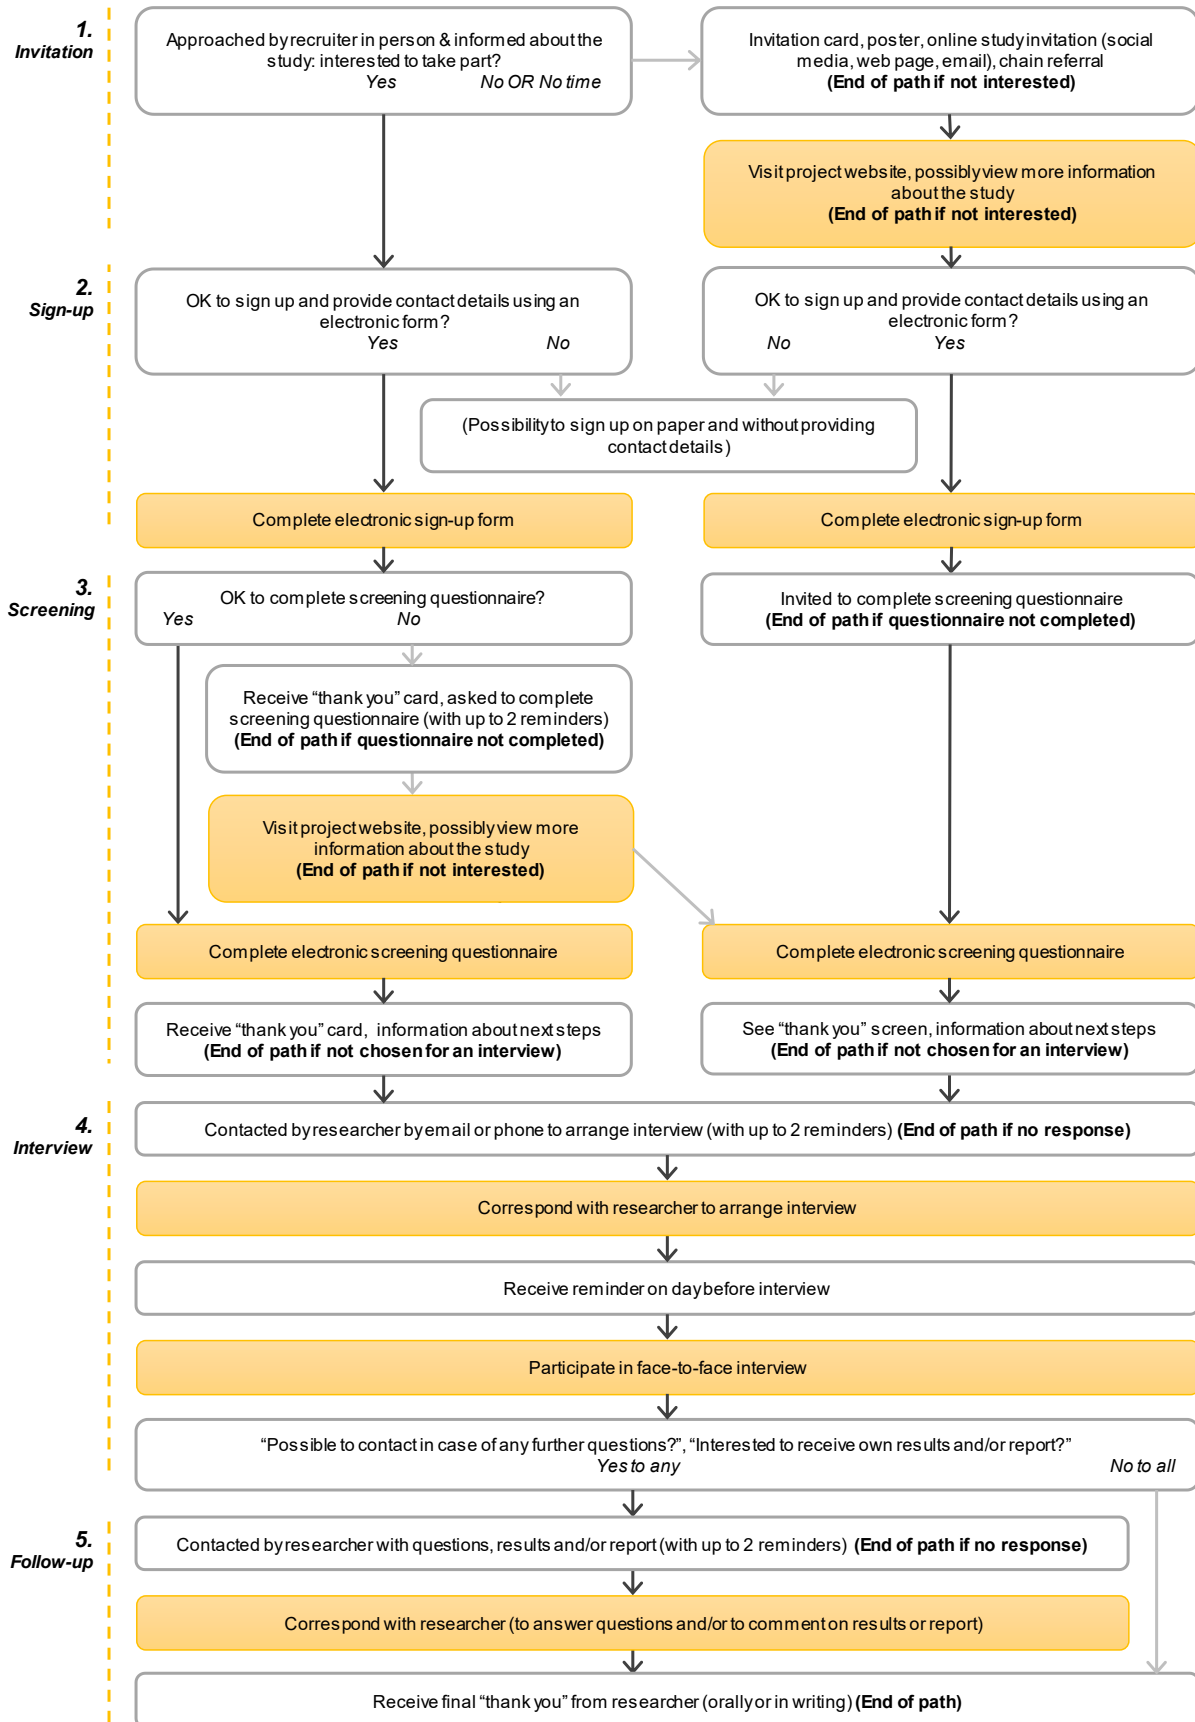 1.
Invitation
Approached by recruiter in person & informed about the
study: interested to take part?
Yes No OR No time
Invitation card, poster, online study invitation (social
media, web page, email), chain referral
(End of path if not interested)
Visit project website, possibly view more information
about the study
(End of path if not interested)
2.
Sign-up
OK to sign up and provide contact details using an
electronic form?
Yes No
OK to sign up and provide contact details using an
electronic form?
No Yes
(Possibility to sign up on paper and without providing
contact details)
Complete electronic sign-up form
Complete electronic sign-up form
3.
Screening
OK to complete screening questionnaire?
Yes No
Invited to complete screening questionnaire
(End of path if questionnaire not completed)
Receive “thank you” card, asked to complete
screening questionnaire (with up to 2 reminders)
(End of path if questionnaire not completed)
Visit project website, possibly view more
information about the study
(End of path if not interested)
Complete electronic screening questionnaire
Complete electronic screening questionnaire
Receive “thank you” card, information about next steps
(End of path if not chosen for an interview)
See “thank you” screen, information about next steps
(End of path if not chosen for an interview)
4.
Interview
Contacted by researcher by email or phone to arrange interview (with up to 2 reminders) (End of path if no response)
Correspond with researcher to arrange interview
Receive reminder on day before interview
Participate in face-to-face interview
“Possible to contact in case of any further questions?”, “Interested to receive own results and/or report?”
Yes to any No to all
5.
Follow-up
Contacted by researcher with questions, results and/or report (with up to 2 reminders) (End of path if no response)
Correspond with researcher (to answer questions and/or to comment on results or report)
Receive final “thank you” from researcher (orally or in writing) (End of path)